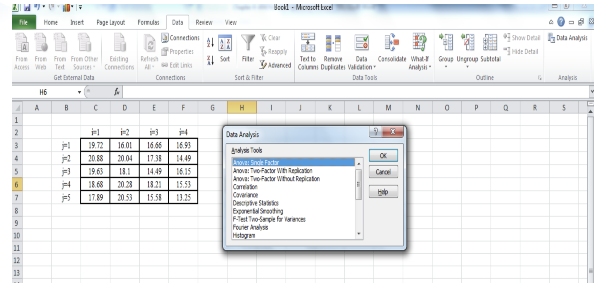 Book1 - Microsoft Excel
File Home Insert Page Layout Formulas Data Review View
From Access From Web From Text From Other Sources Existing Connections Refresh All Connections Properties Edit Links Sort Filter Clear Reapply Advanced Text to Columns Remove Duplicates Data Validation Consolidate What-If Analysis Group Ungroup Subtotal Show Detail Hide Detail Data Analysis
Get External Data Connections Sort & Filter Data Tools Outline Analysis
H6 fx
A B C D E F G H I J K L M N O P Q R S
1
2 i=1 i=2 i=3 i=4
3 j=1 19.72 16.01 16.66 16.93
4 j=2 20.88 20.04 17.38 14.49
5 j=3 19.63 18.1 14.49 16.15
6 j=4 18.68 20.28 18.21 15.53
7 j=5 17.89 20.53 15.58 13.25
8
9
10
11
12
13
Data Analysis
Analysis Tools
Anova: Single Factor
Anova: Two-Factor With Replication
Anova: Two-Factor Without Replication
Correlation
Covariance
Descriptive Statistics
Exponential Smoothing
F-Test Two-Sample for Variances
Fourier Analysis
Histogram
OK
Cancel
Help